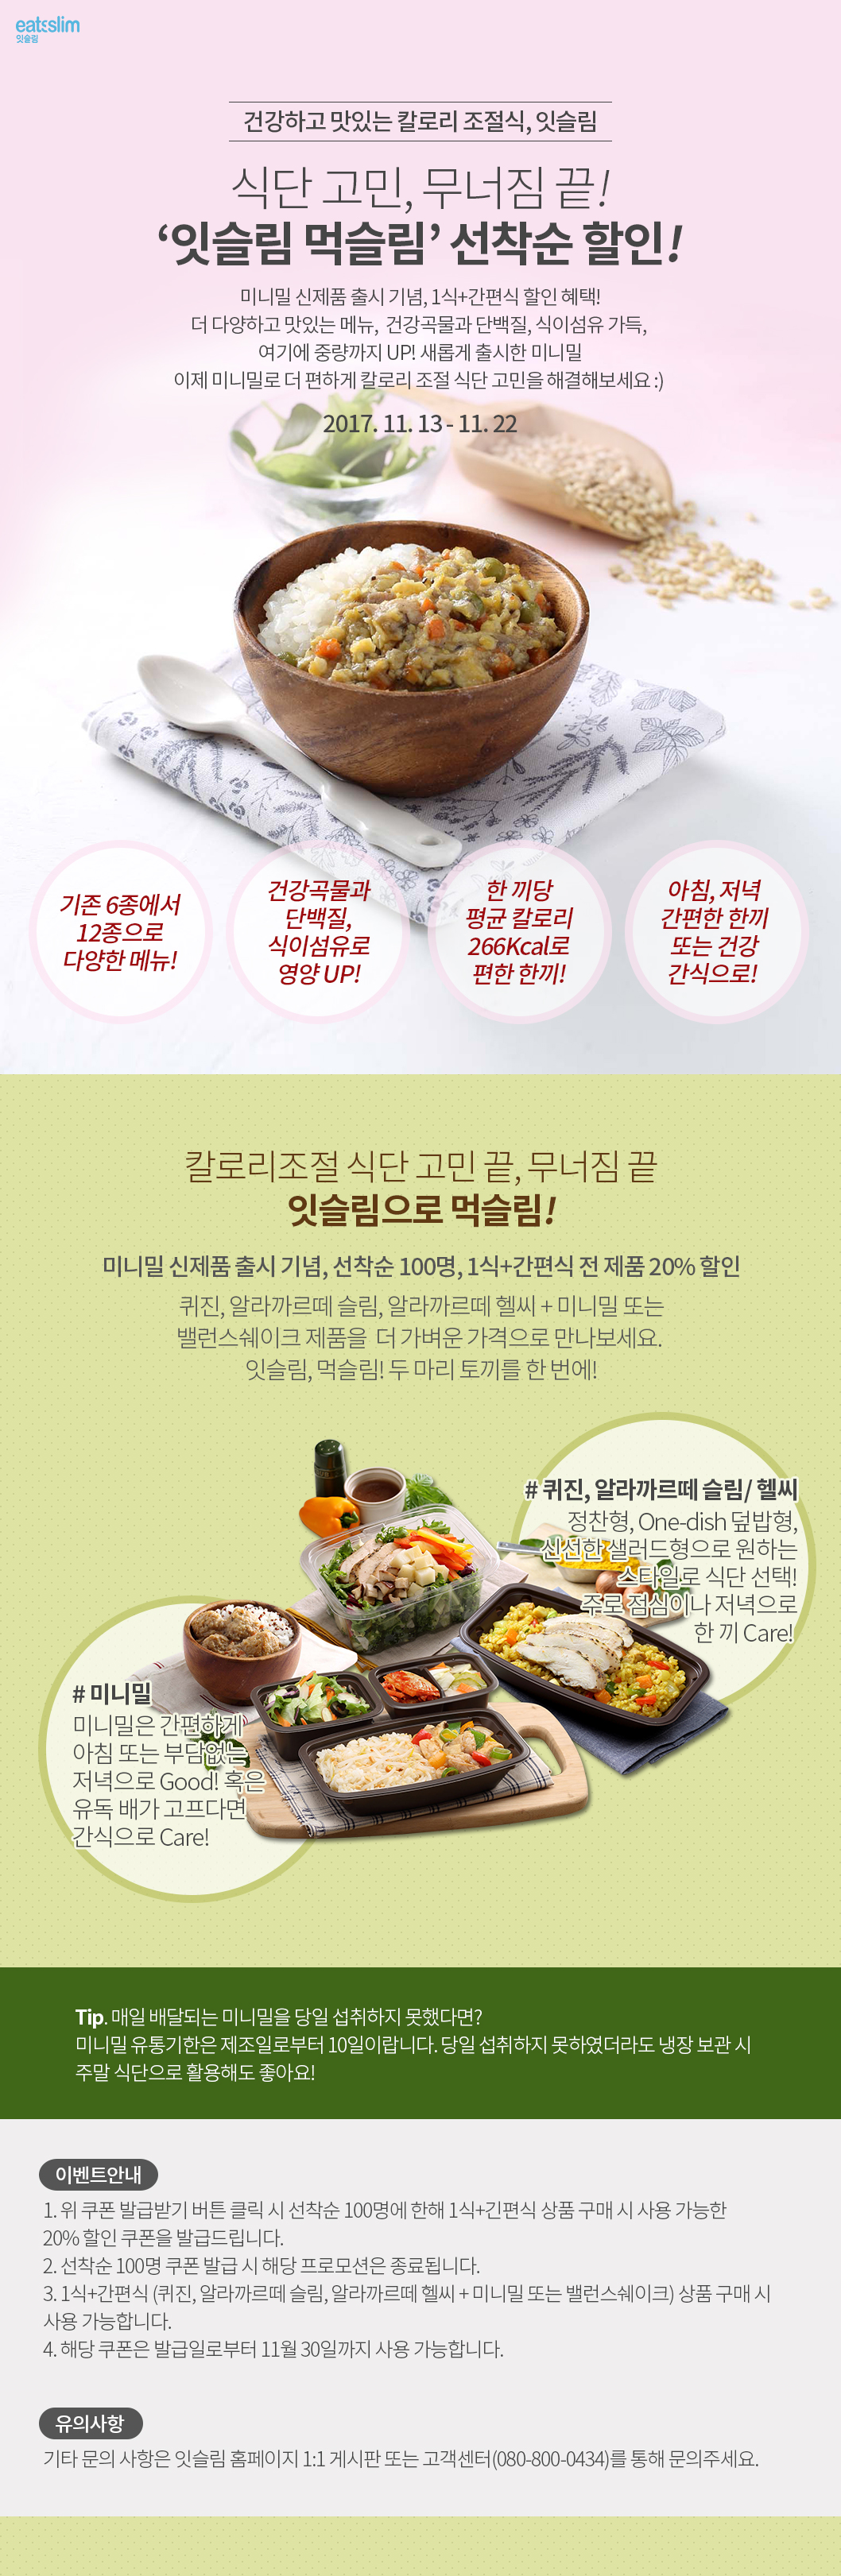 eatsslim
잇슬림
건강하고 맛있는 칼로리 조절식, 잇슬림
식단 고민, 무너짐 끝!
‘잇슬림 먹슬림’ 선착순 할인!
미니밀 신제품 출시 기념, 1식+간편식 할인 혜택!
더 다양하고 맛있는 메뉴, 건강곡물과 단백질, 식이섬유 가득,
여기에 중량까지 UP! 새롭게 출시한 미니밀
이제 미니밀로 더 편하게 칼로리 조절 식단 고민을 해결해보세요 :)
2017. 11. 13 - 11. 22
기존 6종에서
12종으로
다양한 메뉴!
건강곡물과
단백질,
식이섬유로
영양 UP!
한 끼당
평균 칼로리
266Kcal로
편한 한끼!
아침, 저녁
간편한 한끼
또는 건강
간식으로!
칼로리조절 식단 고민 끝, 무너짐 끝
잇슬림으로 먹슬림!
미니밀 신제품 출시 기념, 선착순 100명, 1식+간편식 전 제품 20% 할인
퀴진, 알라까르떼 슬림, 알라까르떼 헬씨 + 미니밀 또는
밸런스쉐이크 제품을 더 가벼운 가격으로 만나보세요.
잇슬림, 먹슬림! 두 마리 토끼를 한 번에!
# 퀴진, 알라까르떼 슬림/ 헬씨
정찬형, One-dish 덮밥형,
신선한 샐러드형으로 원하는
스타일로 식단 선택!
주로 점심이나 저녁으로
한 끼 Care!
# 미니밀
미니밀은 간편하게
아침 또는 부담없는
저녁으로 Good! 혹은
유독 배가 고프다면
간식으로 Care!
Tip. 매일 배달되는 미니밀을 당일 섭취하지 못했다면?
미니밀 유통기한은 제조일로부터 10일이랍니다. 당일 섭취하지 못하였더라도 냉장 보관 시
주말 식단으로 활용해도 좋아요!
이벤트안내
1. 위 쿠폰 발급받기 버튼 클릭 시 선착순 100명에 한해 1식+긴편식 상품 구매 시 사용 가능한
20% 할인 쿠폰을 발급드립니다.
2. 선착순 100명 쿠폰 발급 시 해당 프로모션은 종료됩니다.
3. 1식+간편식 (퀴진, 알라까르떼 슬림, 알라까르떼 헬씨 + 미니밀 또는 밸런스쉐이크) 상품 구매 시
사용 가능합니다.
4. 해당 쿠폰은 발급일로부터 11월 30일까지 사용 가능합니다.
유의사항
기타 문의 사항은 잇슬림 홈페이지 1:1 게시판 또는 고객센터(080-800-0434)를 통해 문의주세요.